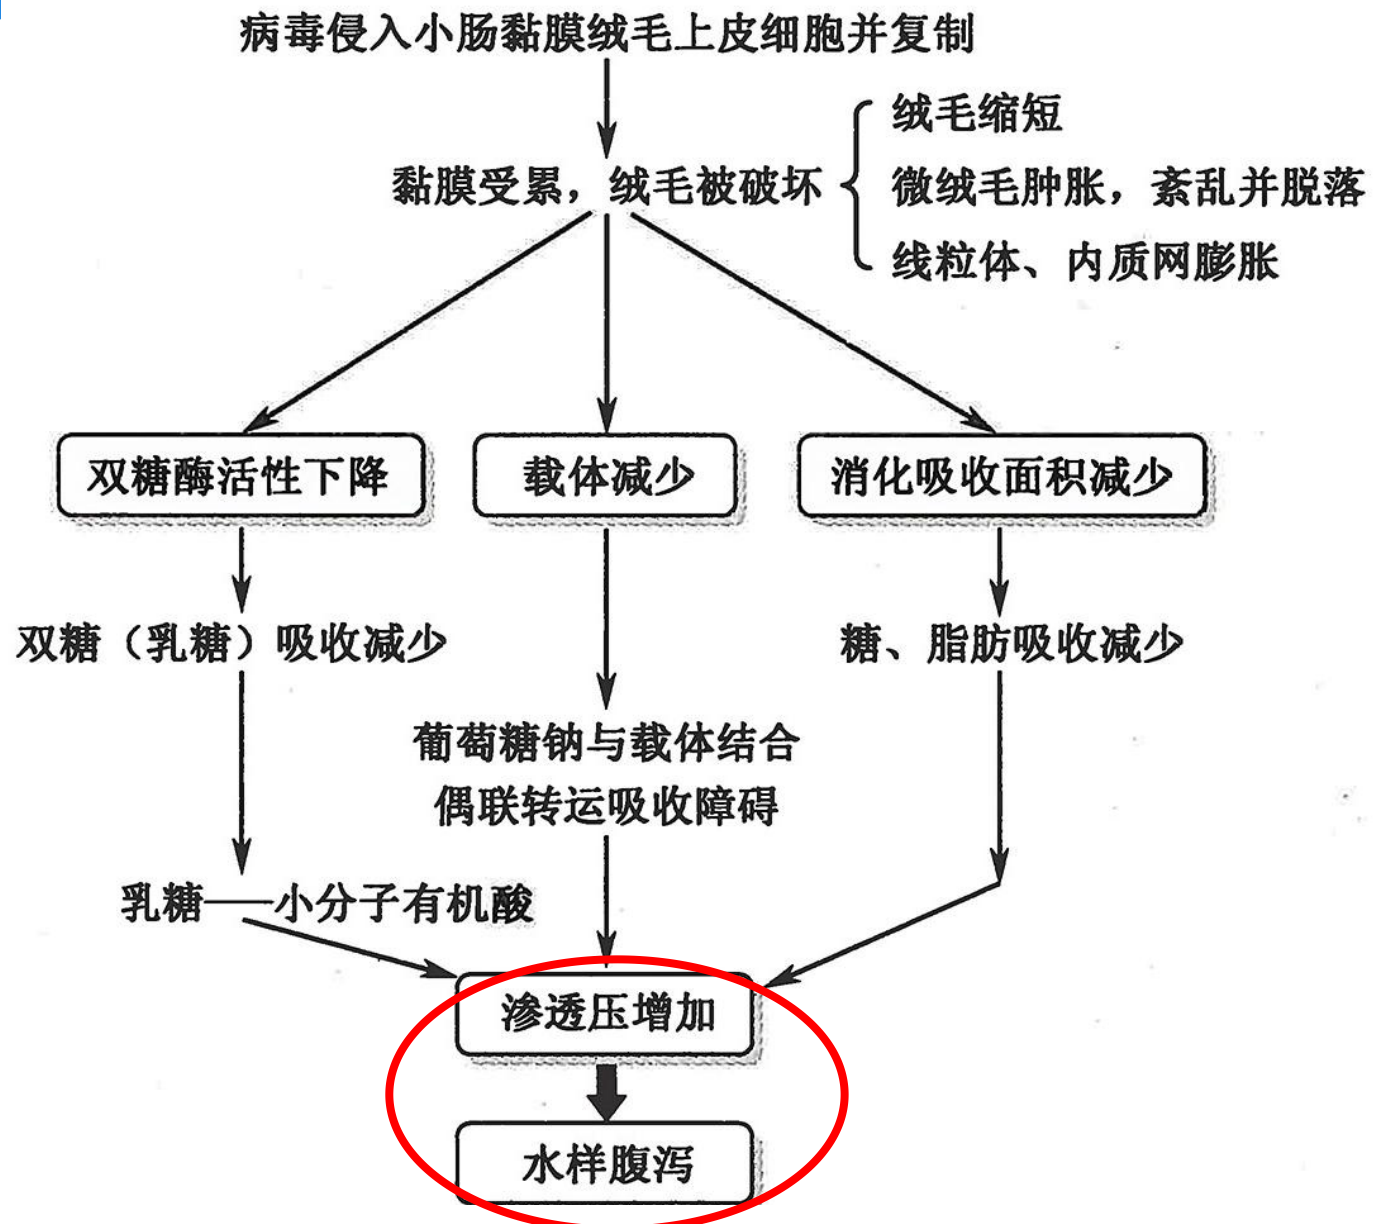 病毒侵入小肠黏膜绒毛上皮细胞并复制
绒毛缩短
黏膜受累，绒毛被破坏
微绒毛肿胀，紊乱并脱落
线粒体、内质网膨胀
双糖酶活性下降
载体减少
消化吸收面积减少
双糖（乳糖）吸收减少
糖、脂肪吸收减少
葡萄糖钠与载体结合
偶联转运吸收障碍
乳糖——小分子有机酸
渗透压增加
水样腹泻